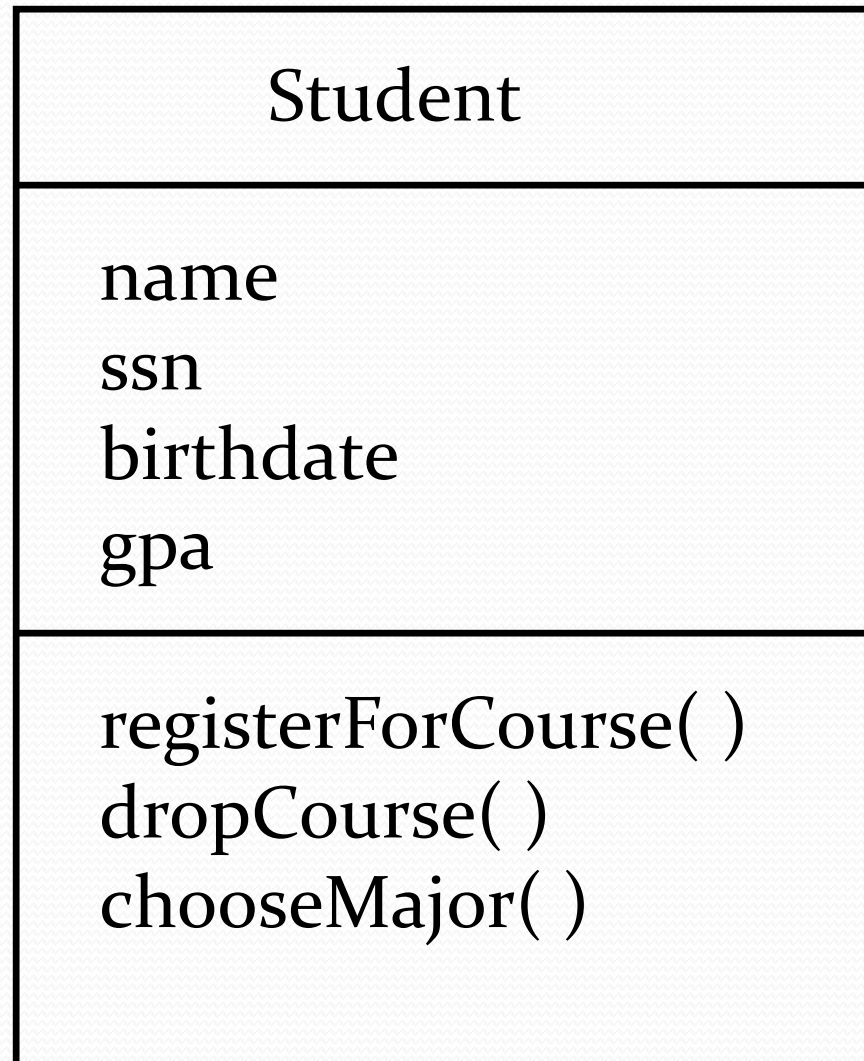 Student
name
ssn
birthdate
gpa
registerForCourse( )
dropCourse( )
chooseMajor( )